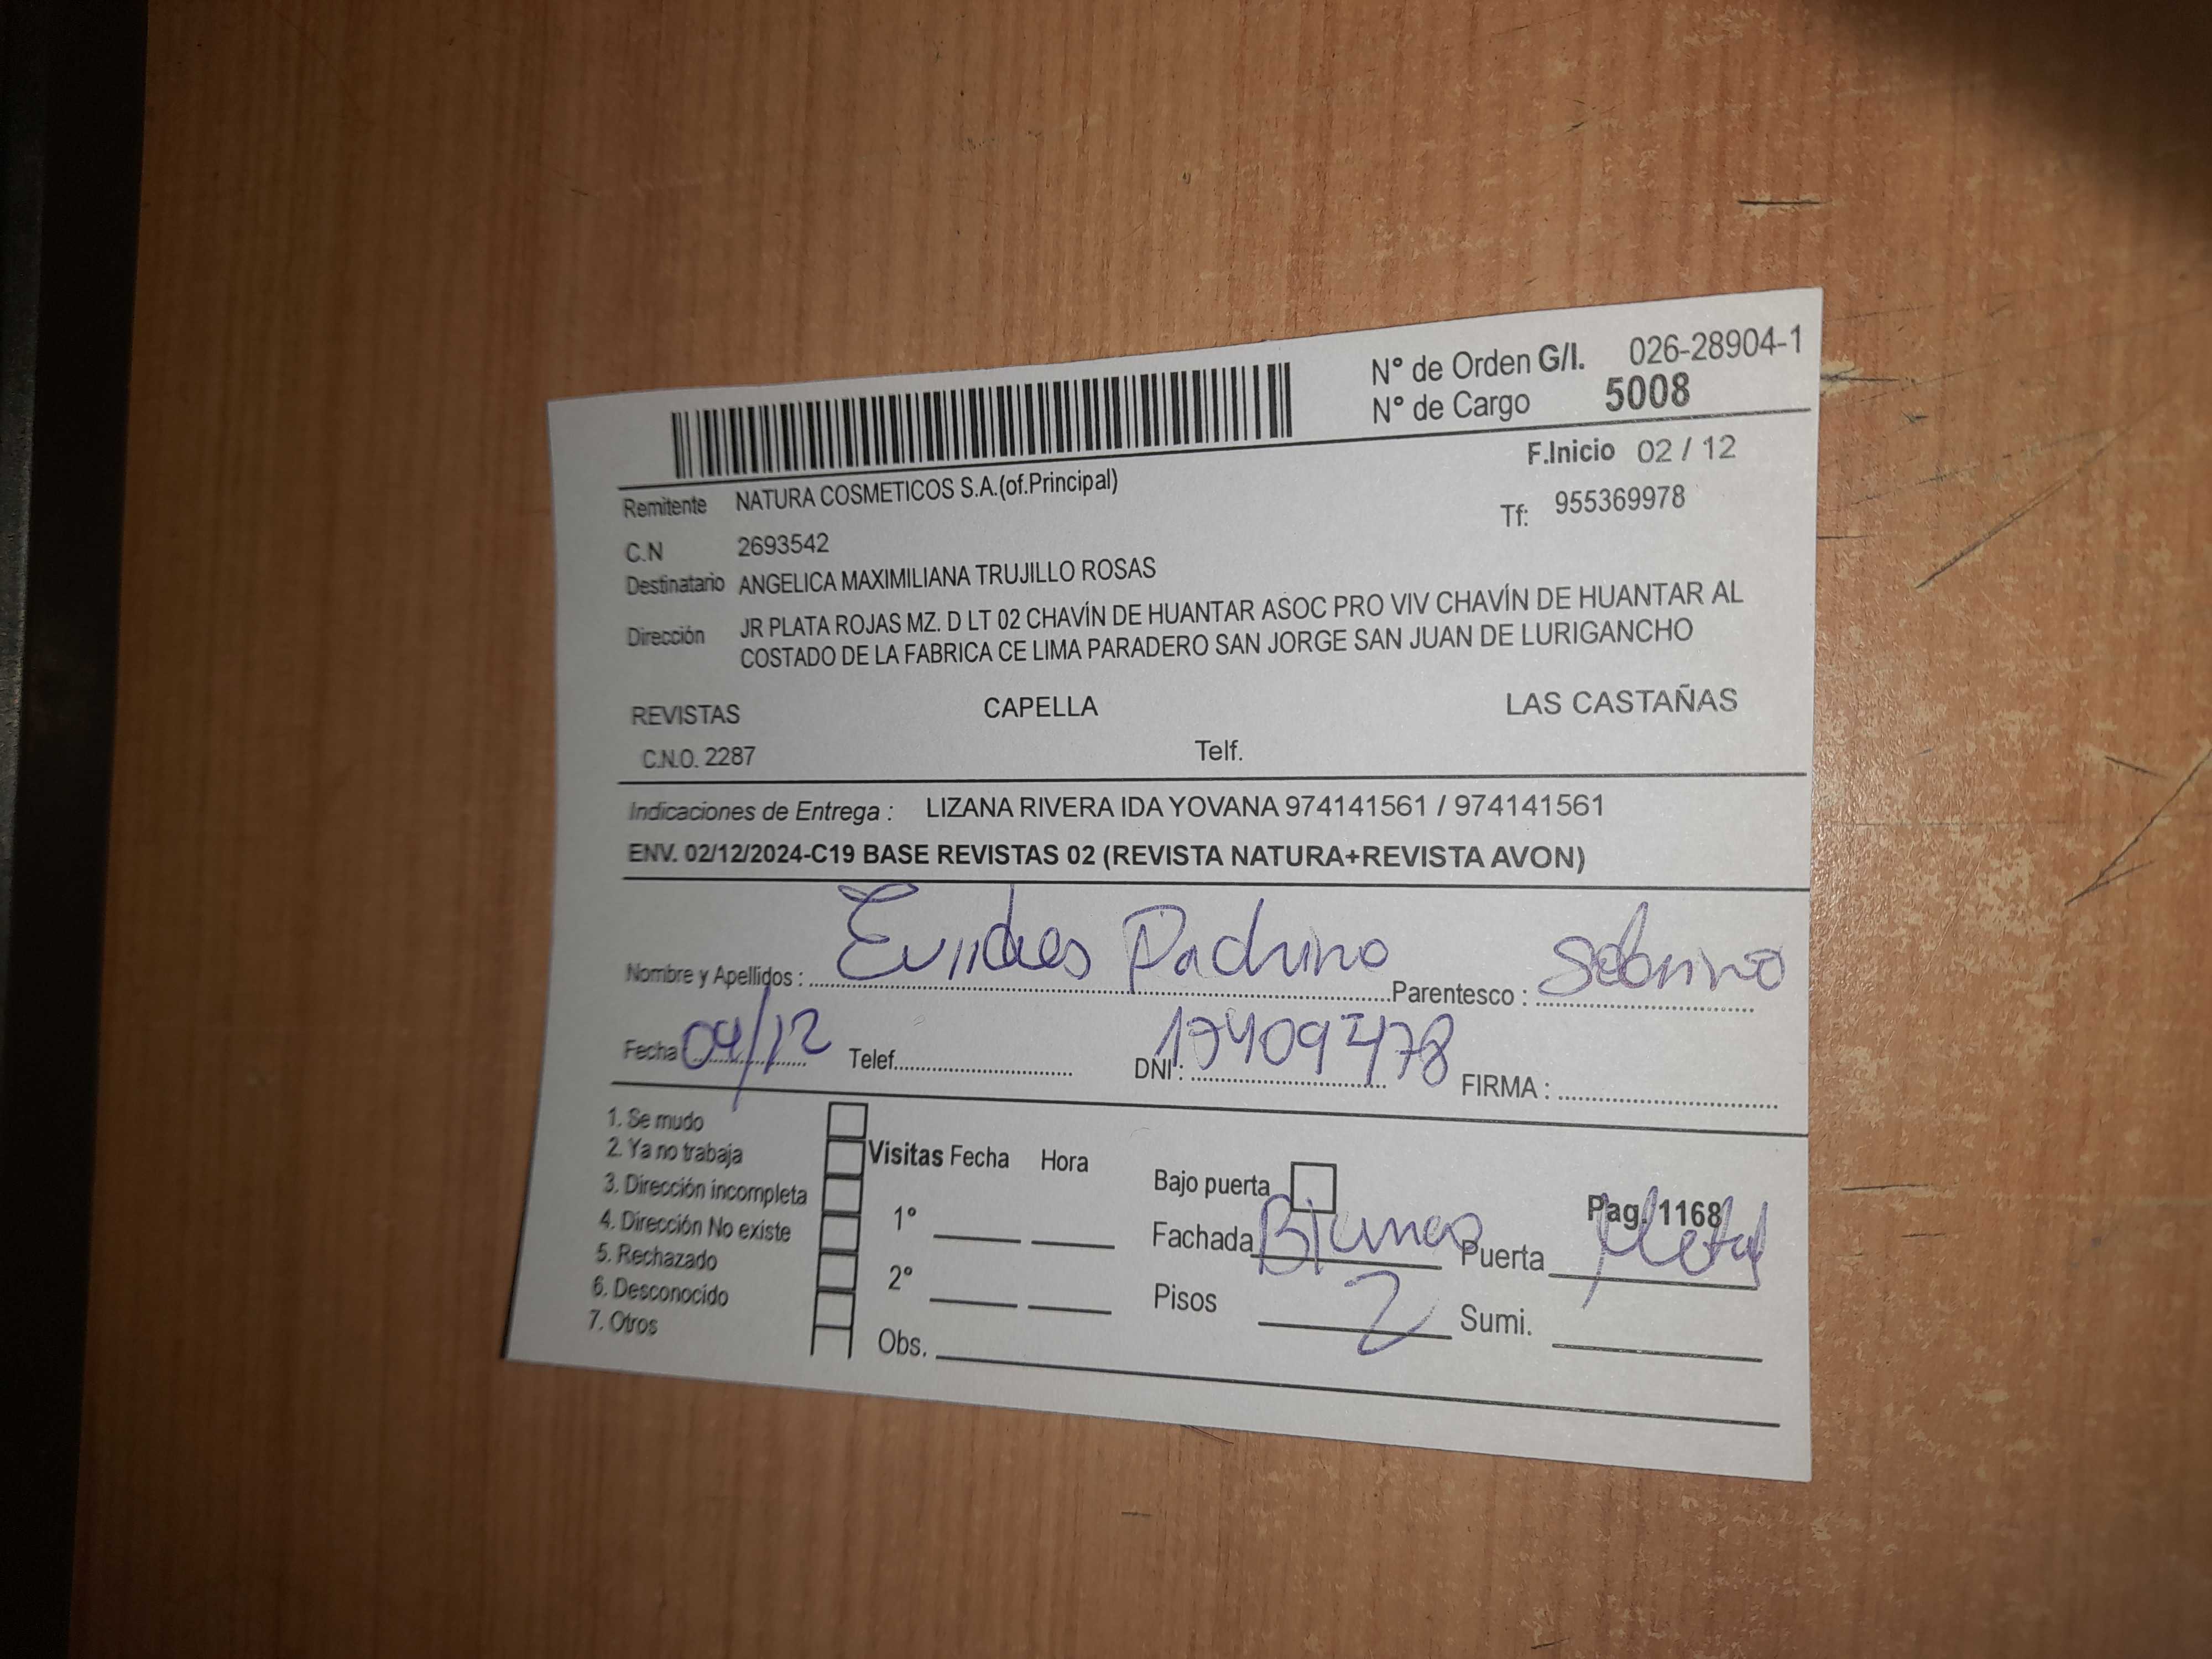 N° de Orden G/I. 026-28904-1
N° de Cargo 5008
F.Inicio 02 / 12
Remitente NATURA COSMETICOS S.A.(of.Principal)
Tf: 955369978
C.N 2693542
Destinatario ANGELICA MAXIMILIANA TRUJILLO ROSAS
Dirección JR PLATA ROJAS MZ. D LT 02 CHAVÍN DE HUANTAR ASOC PRO VIV CHAVÍN DE HUANTAR AL
COSTADO DE LA FABRICA CE LIMA PARADERO SAN JORGE SAN JUAN DE LURIGANCHO
REVISTAS CAPELLA LAS CASTAÑAS
C.N.O. 2287 Telf.
Indicaciones de Entrega : LIZANA RIVERA IDA YOVANA 974141561 / 974141561
ENV. 02/12/2024-C19 BASE REVISTAS 02 (REVISTA NATURA+REVISTA AVON)
Nombre y Apellidos : Padrino Parentesco : Sobrino
Fecha 04/12 Telef. DNI : FIRMA :
1. Se mudo
2. Ya no trabaja
3. Dirección incompleta
4. Dirección No existe
5. Rechazado
6. Desconocido
7. Otros
Visitas Fecha Hora
1°
2°
Obs.
Bajo puerta Pag. 1168
Fachada Blanco Puerta Metal
Pisos 2 Sumi.